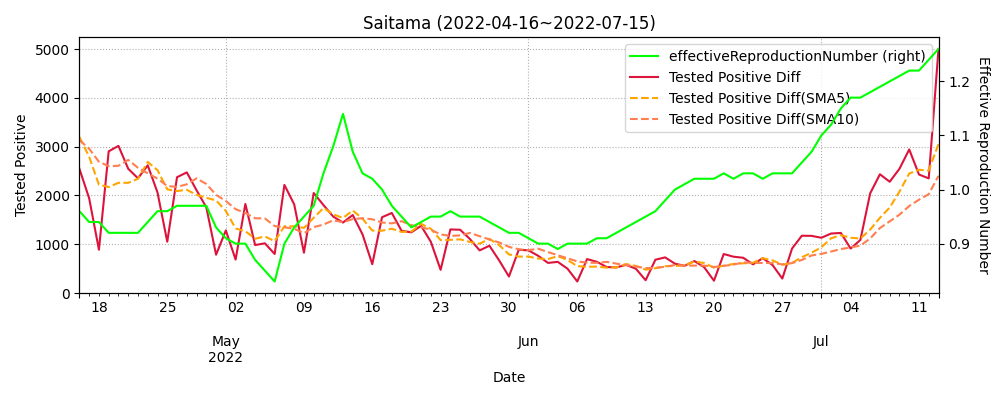 Saitama (2022-04-16~2022-07-15)
effectiveReproductionNumber (right)
Tested Positive Diff
Tested Positive Diff(SMA5)
Tested Positive Diff(SMA10)
Tested Positive
5000
4000
3000
2000
1000
0
1.2
1.1
1.0
0.9
Effective Reproduction Number
18 25 02 09 16 23 30 06 13 20 27 04 11
May Jun Jul
2022
Date